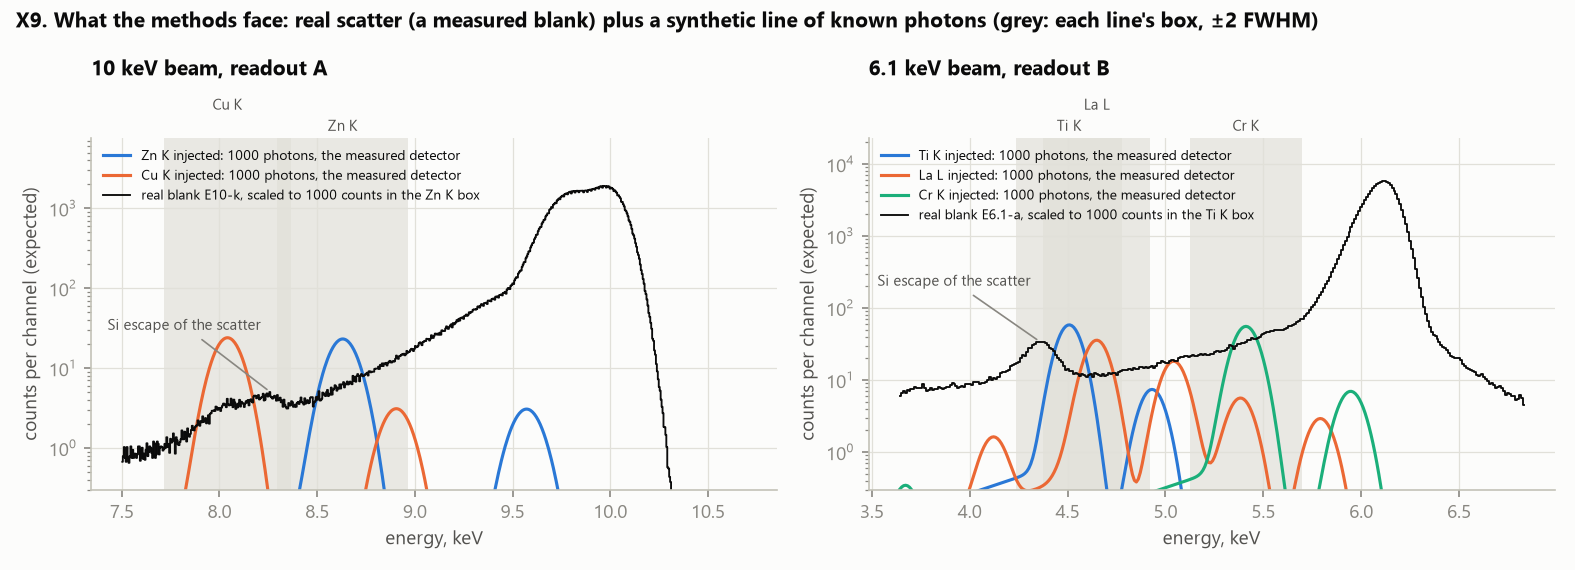 X9. What the methods face: real scatter (a measured blank) plus a synthetic line of known photons (grey: each line's box, ±2 FWHM)
10 keV beam, readout A
Cu K
Zn K
Zn K injected: 1000 photons, the measured detector
Cu K injected: 1000 photons, the measured detector
real blank E10-k, scaled to 1000 counts in the Zn K box
Si escape of the scatter
counts per channel (expected)
10³
10²
10¹
10⁰
7.5 8.0 8.5 9.0 9.5 10.0 10.5
energy, keV
6.1 keV beam, readout B
La L
Ti K
Cr K
Ti K injected: 1000 photons, the measured detector
La L injected: 1000 photons, the measured detector
Cr K injected: 1000 photons, the measured detector
real blank E6.1-a, scaled to 1000 counts in the Ti K box
Si escape of the scatter
counts per channel (expected)
10⁴
10³
10²
10¹
10⁰
3.5 4.0 4.5 5.0 5.5 6.0 6.5
energy, keV